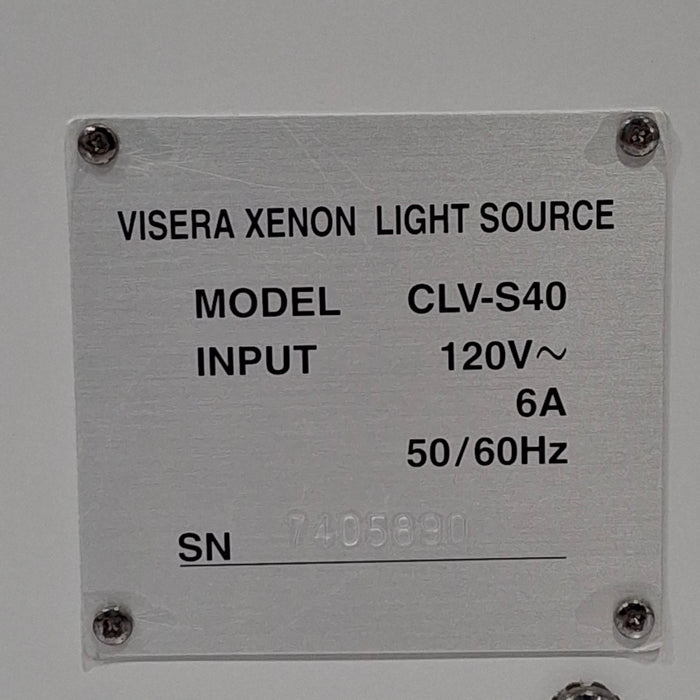 VISERA XENON LIGHT SOURCE
MODEL CLV-S40
INPUT 120V~
6A
50/60Hz
SN 7405890